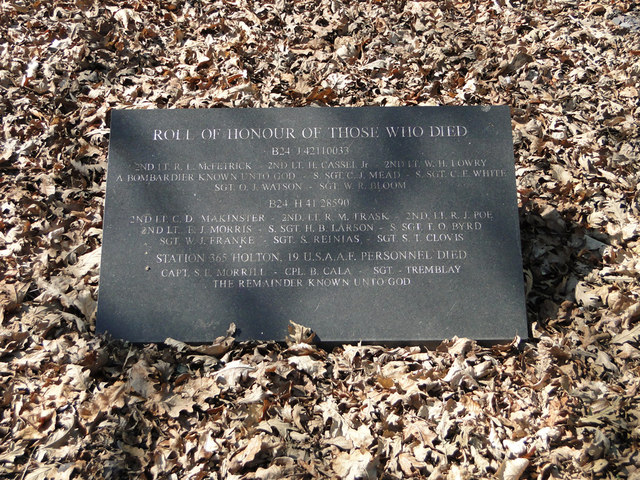 ROLL OF HONOUR OF THOSE WHO DIED
B24 J 42110033
2ND LT. R. L. McFETRICK - 2ND LT. H. CASSEL Jr - 2ND LT. W. H. LOWRY
A BOMBARDIER KNOWN UNTO GOD - S. SGT C. J. MEAD - S. SGT C. E. WHITE
SGT O. J. WATSON - SGT W. R. BLOOM
B24 H 41 28590
2ND LT C. D. MAKINSTER - 2ND. LT R. M. TRASK - 2ND. LT R. J. POE
2ND LT. E. J. MORRIS - S. SGT H. B. LARSON - S. SGT F. O. BYRD
SGT W. J. FRANKE - SGT. S. REINIAS - SGT S. T. CLOVIS
STATION 365 HOLTON, 19 U.S.A.A.F. PERSONNEL DIED
CAPT. S. E. MORRILL - CPL. B. CALA - SGT - TREMBLAY
THE REMAINDER KNOWN UNTO GOD